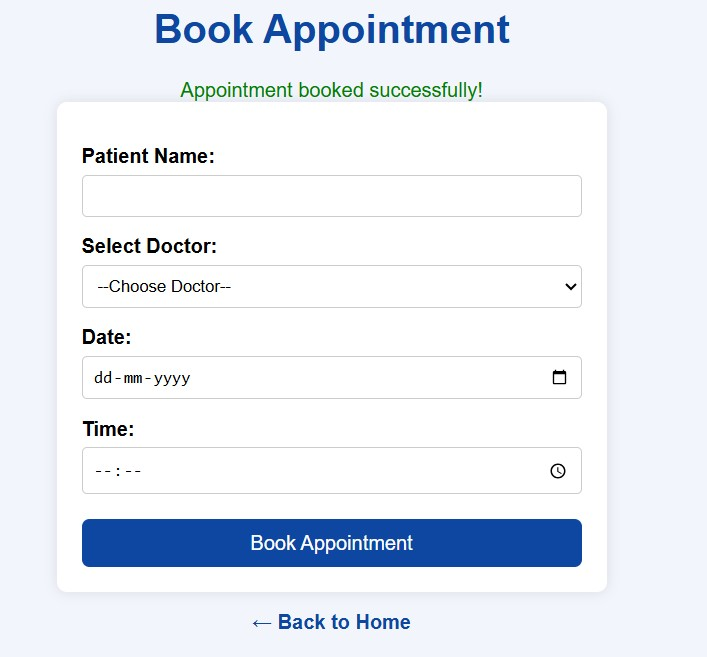 Book Appointment
Appointment booked successfully!
Patient Name:
Select Doctor:
--Choose Doctor--
Date:
dd-mm-yyyy
Time:
--:--
Book Appointment
← Back to Home